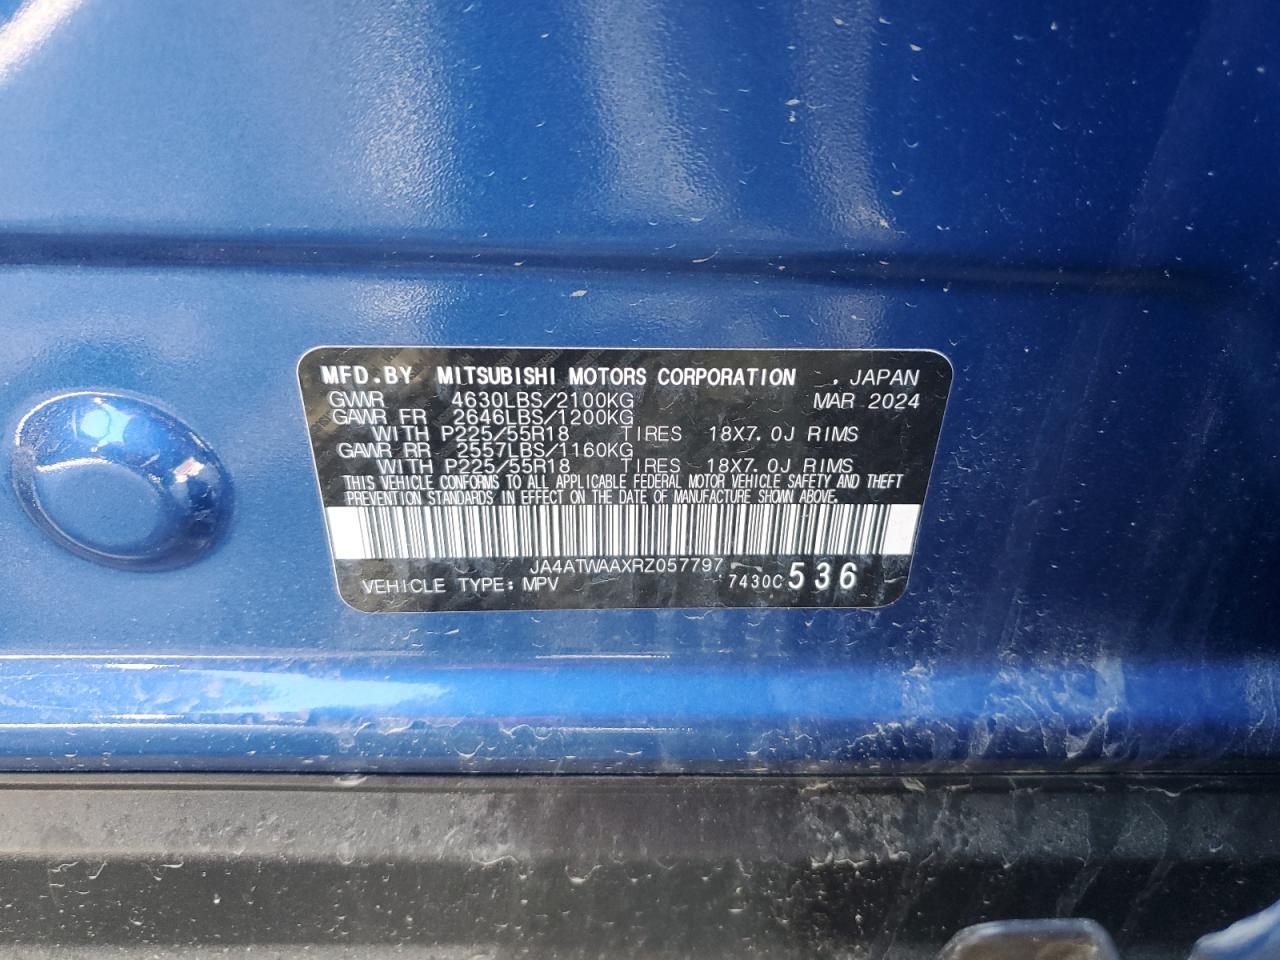 MFD.BY MITSUBISHI MOTORS CORPORATION , JAPAN
GVWR 4630LBS/2100KG MAR 2024
GAWR FR 2646LBS/1200KG
WITH P225/55R18 TIRES 18X7.0J RIMS
GAWR RR 2557LBS/1160KG
WITH P225/55R18 TIRES 18X7.0J RIMS
THIS VEHICLE CONFORMS TO ALL APPLICABLE FEDERAL MOTOR VEHICLE SAFETY AND THEFT
PREVENTION STANDARDS IN EFFECT ON THE DATE OF MANUFACTURE SHOWN ABOVE.
JA4ATWAAXRZ057797
VEHICLE TYPE: MPV 7430C 536